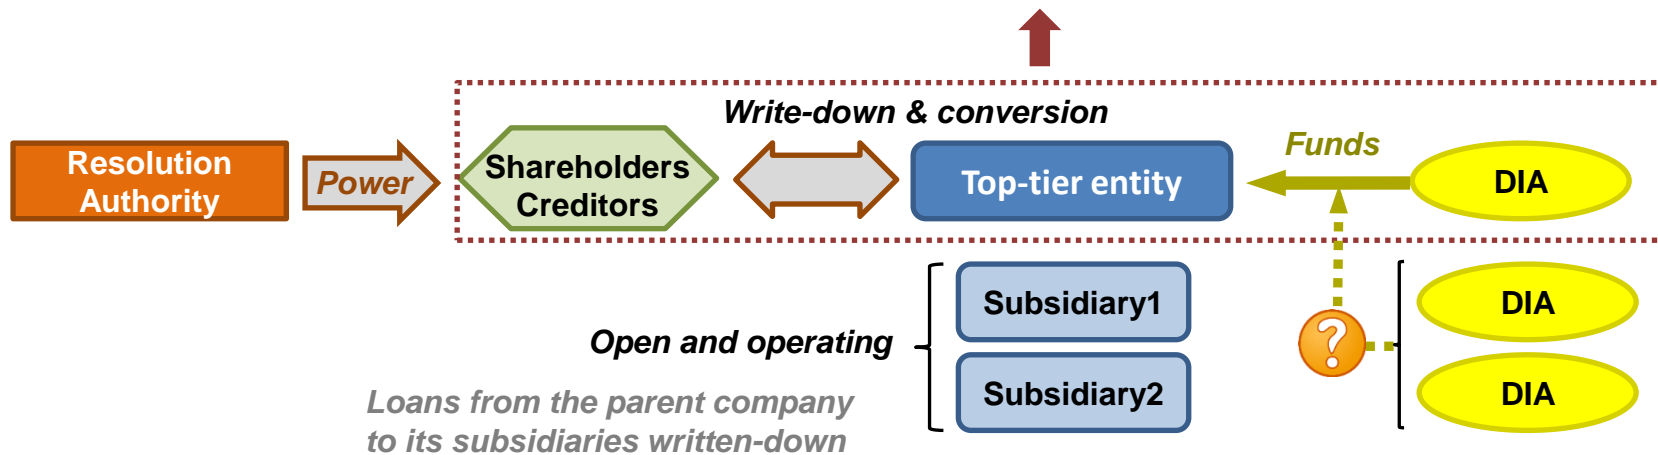 Write-down & conversion
Resolution
Authority
Power
Shareholders
Creditors
Top-tier entity
Funds
DIA
Open and operating
Subsidiary1
Subsidiary2
?
DIA
DIA
Loans from the parent company
to its subsidiaries written-down